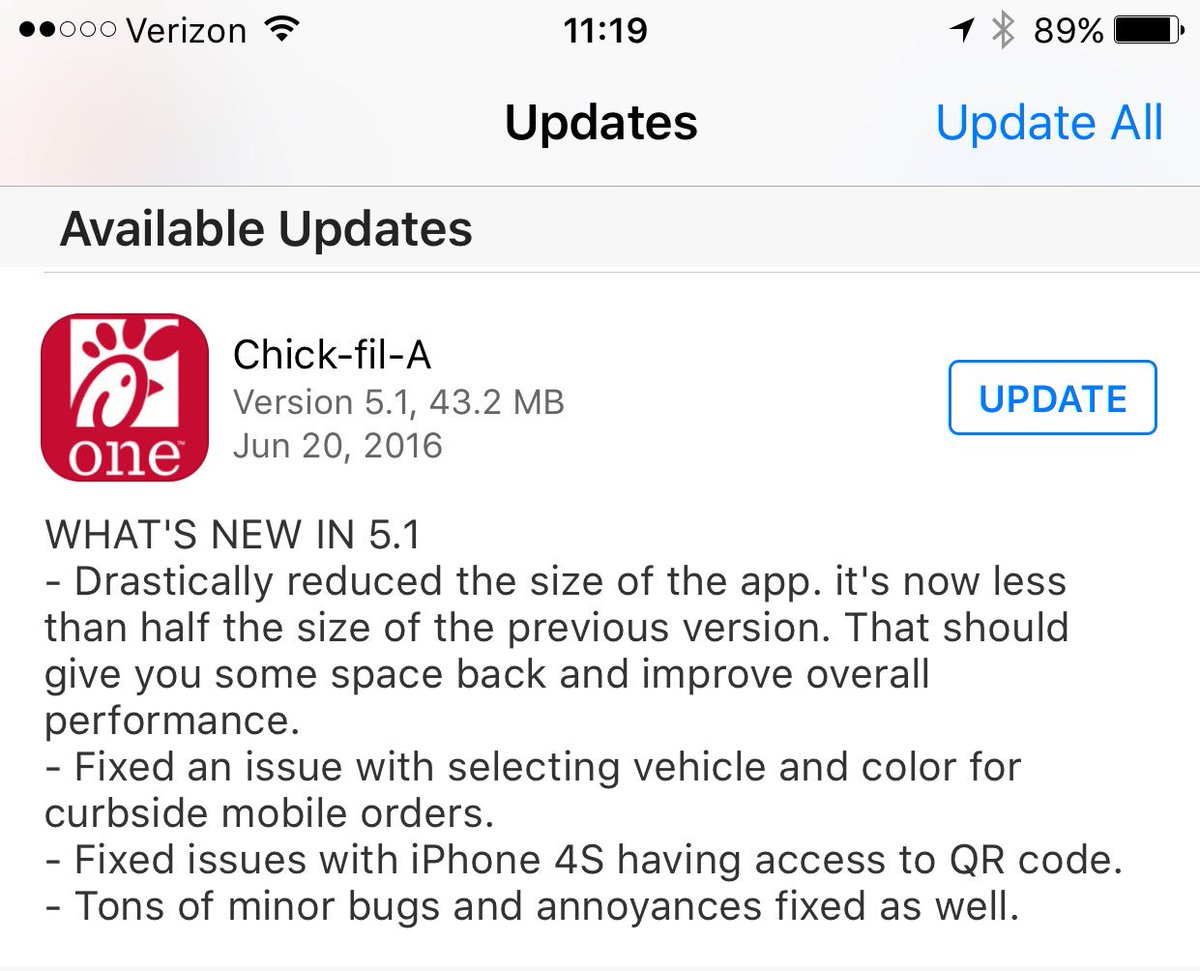 Verizon 11:19 89%
Updates Update All
Available Updates
Chick-fil-A
Version 5.1, 43.2 MB
Jun 20, 2016
UPDATE
one™
WHAT'S NEW IN 5.1
- Drastically reduced the size of the app. it's now less
than half the size of the previous version. That should
give you some space back and improve overall
performance.
- Fixed an issue with selecting vehicle and color for
curbside mobile orders.
- Fixed issues with iPhone 4S having access to QR code.
- Tons of minor bugs and annoyances fixed as well.